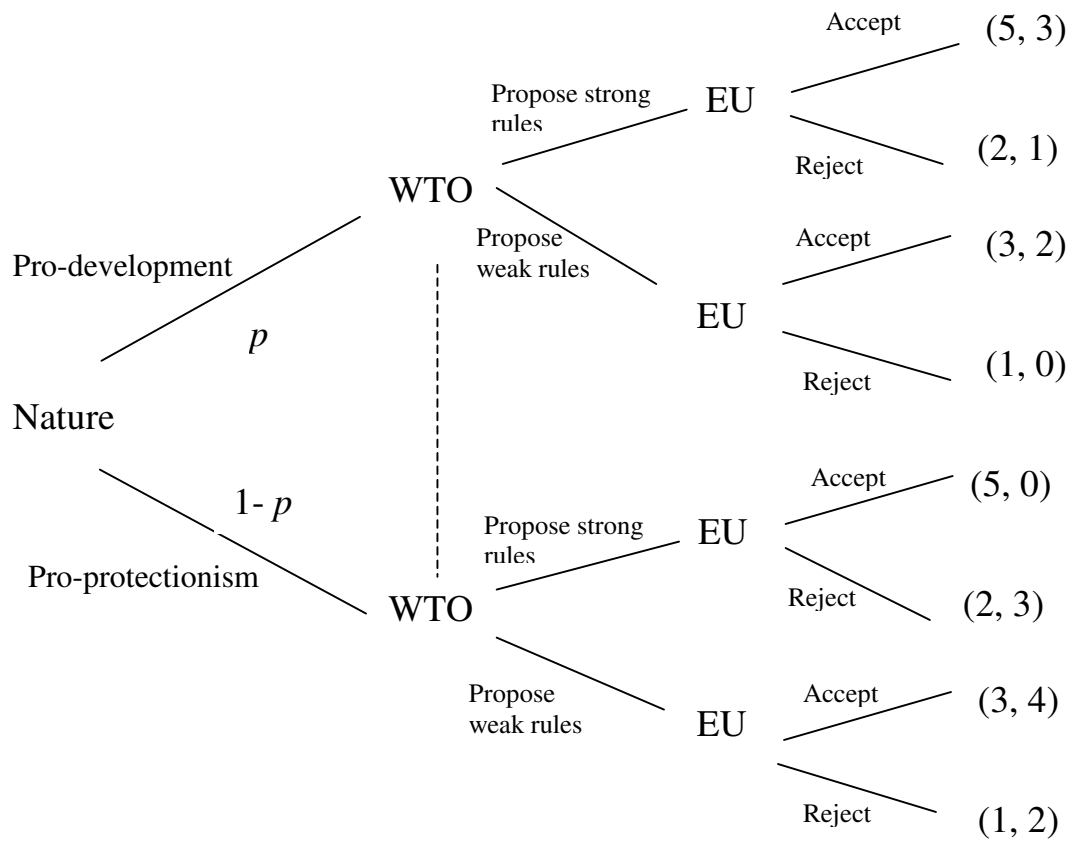 Accept
(5, 3)
Propose strong
rules
EU
Reject
(2, 1)
WTO
Propose
weak rules
Accept
(3, 2)
Pro-development
EU
p
Reject
(1, 0)
Nature
1- p
Accept
(5, 0)
Propose strong
rules
EU
Pro-protectionism
Reject
(2, 3)
WTO
Propose
weak rules
Accept
(3, 4)
EU
Reject
(1, 2)